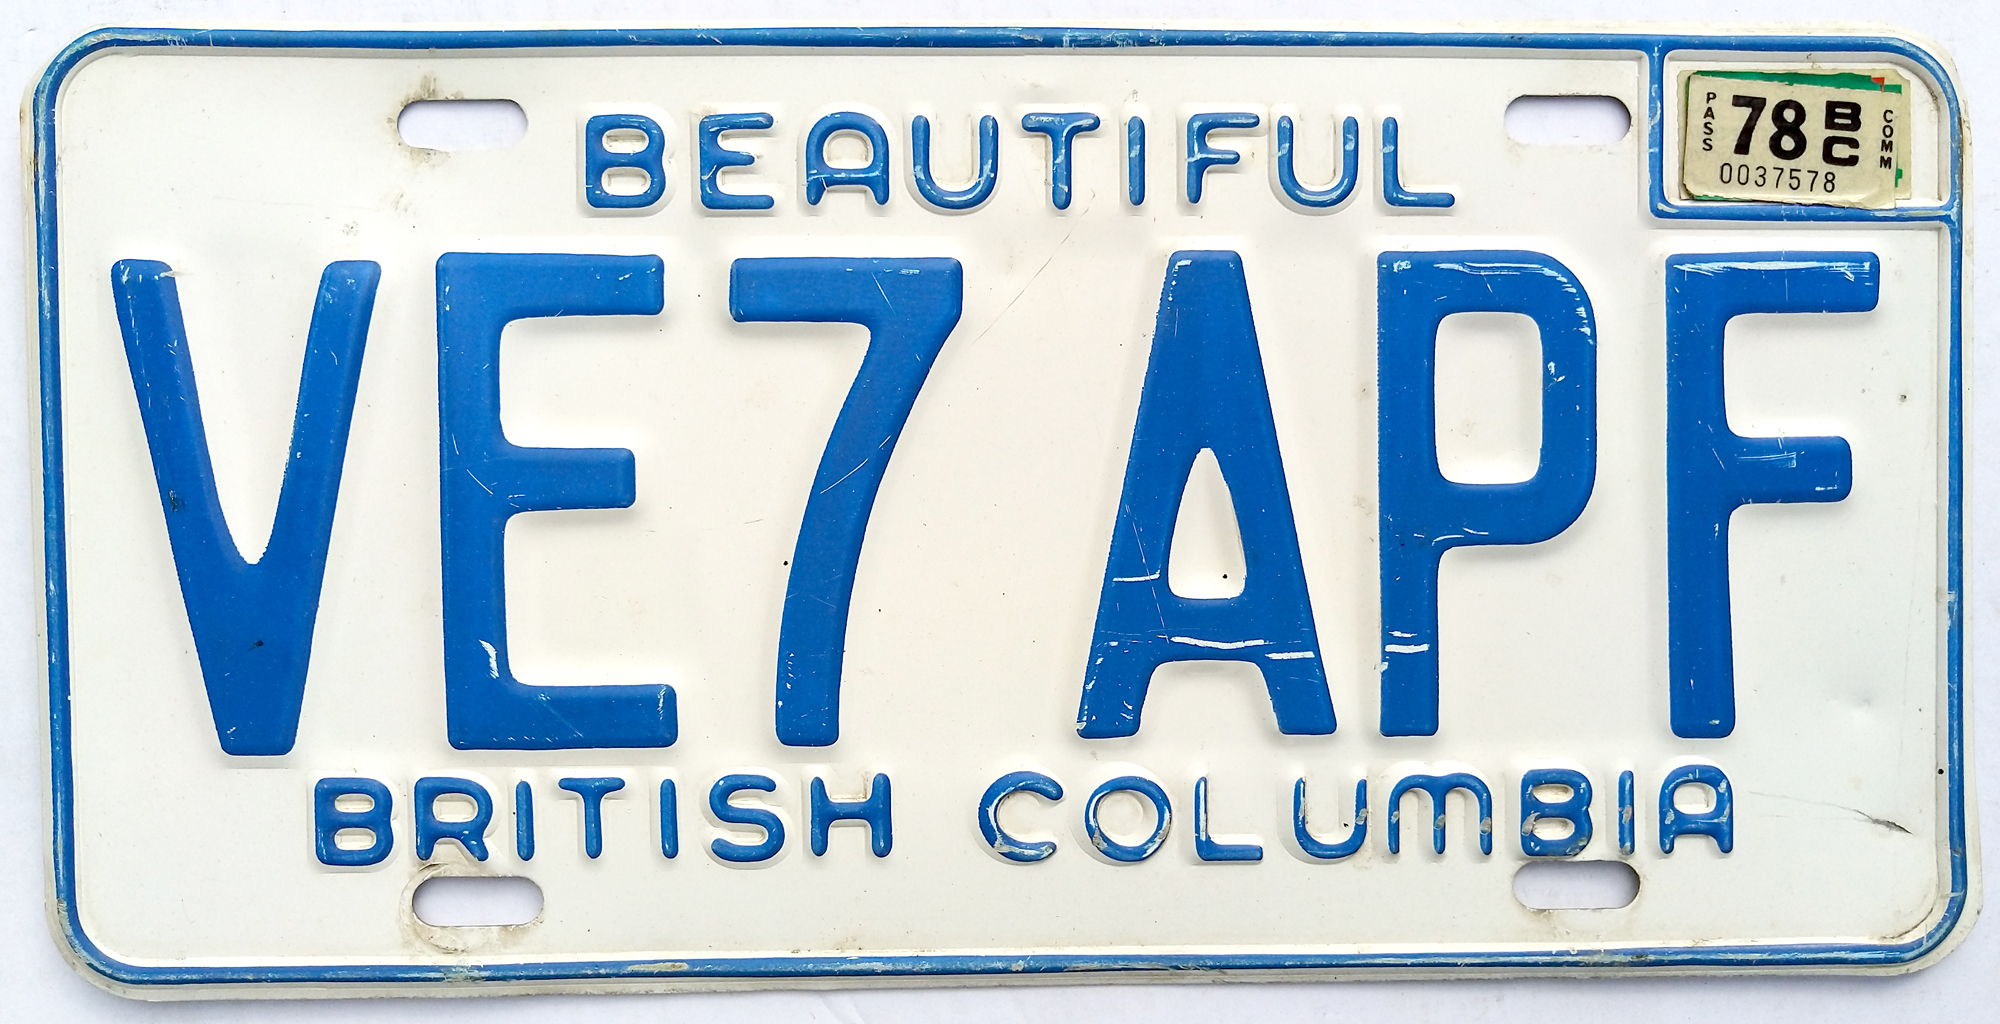 BEAUTIFUL
PASS 78 BC COMM
0037578
VE7 APF
BRITISH COLUMBIA